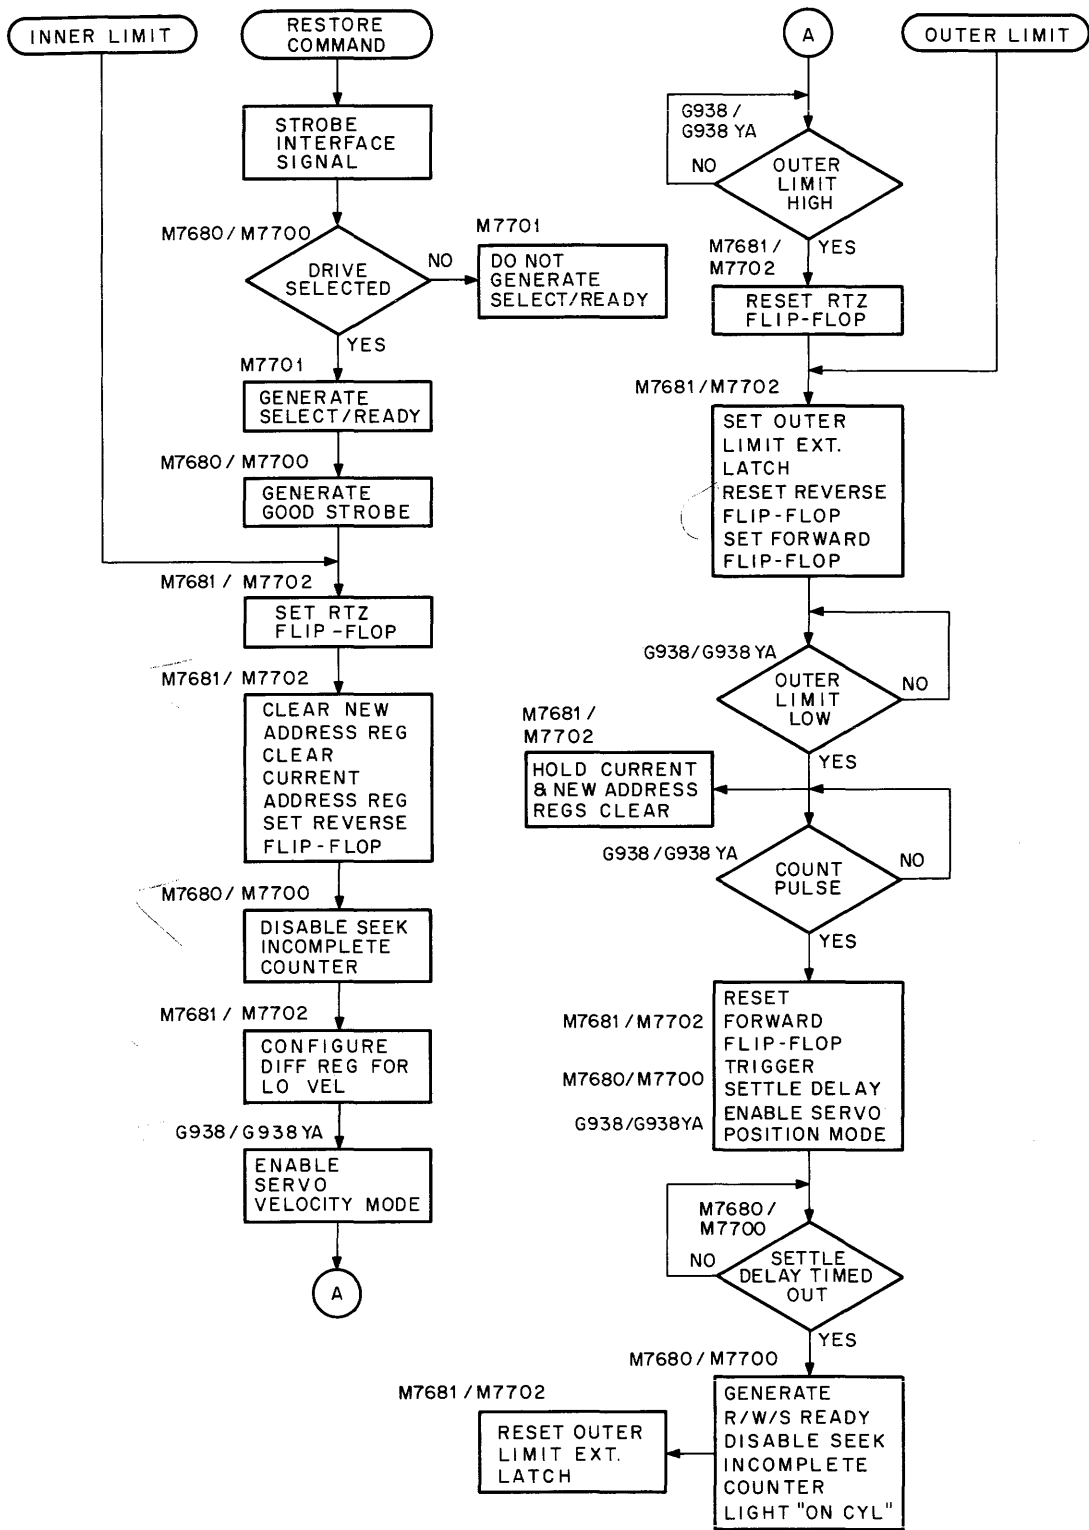 INNER LIMIT
RESTORE
COMMAND
STROBE
INTERFACE
SIGNAL
M7680/M7700
DRIVE
SELECTED
NO
M7701
DO NOT
GENERATE
SELECT/READY
YES
M7701
GENERATE
SELECT/READY
M7680/M7700
GENERATE
GOOD STROBE
M7681 / M7702
SET RTZ
FLIP-FLOP
M7681/M7702
CLEAR NEW
ADDRESS REG
CLEAR
CURRENT
ADDRESS REG
SET REVERSE
FLIP-FLOP
M7680/M7700
DISABLE SEEK
INCOMPLETE
COUNTER
M7681 / M7702
CONFIGURE
DIFF REG FOR
LO VEL
G938/G938YA
ENABLE
SERVO
VELOCITY MODE
A
A
OUTER LIMIT
G938/
G938YA
NO
OUTER
LIMIT
HIGH
YES
M7681/
M7702
RESET RTZ
FLIP-FLOP
M7681/M7702
SET OUTER
LIMIT EXT.
LATCH
RESET REVERSE
FLIP-FLOP
SET FORWARD
FLIP-FLOP
G938/G938YA
OUTER
LIMIT
LOW
NO
YES
M7681/
M7702
HOLD CURRENT
& NEW ADDRESS
REGS CLEAR
G938/G938YA
COUNT
PULSE
NO
YES
M7681/M7702
M7680/M7700
G938/G938YA
RESET
FORWARD
FLIP-FLOP
TRIGGER
SETTLE DELAY
ENABLE SERVO
POSITION MODE
M7680/
M7700
NO
SETTLE
DELAY TIMED
OUT
YES
M7680/M7700
GENERATE
R/W/S READY
DISABLE SEEK
INCOMPLETE
COUNTER
LIGHT "ON CYL"
M7681/M7702
RESET OUTER
LIMIT EXT.
LATCH